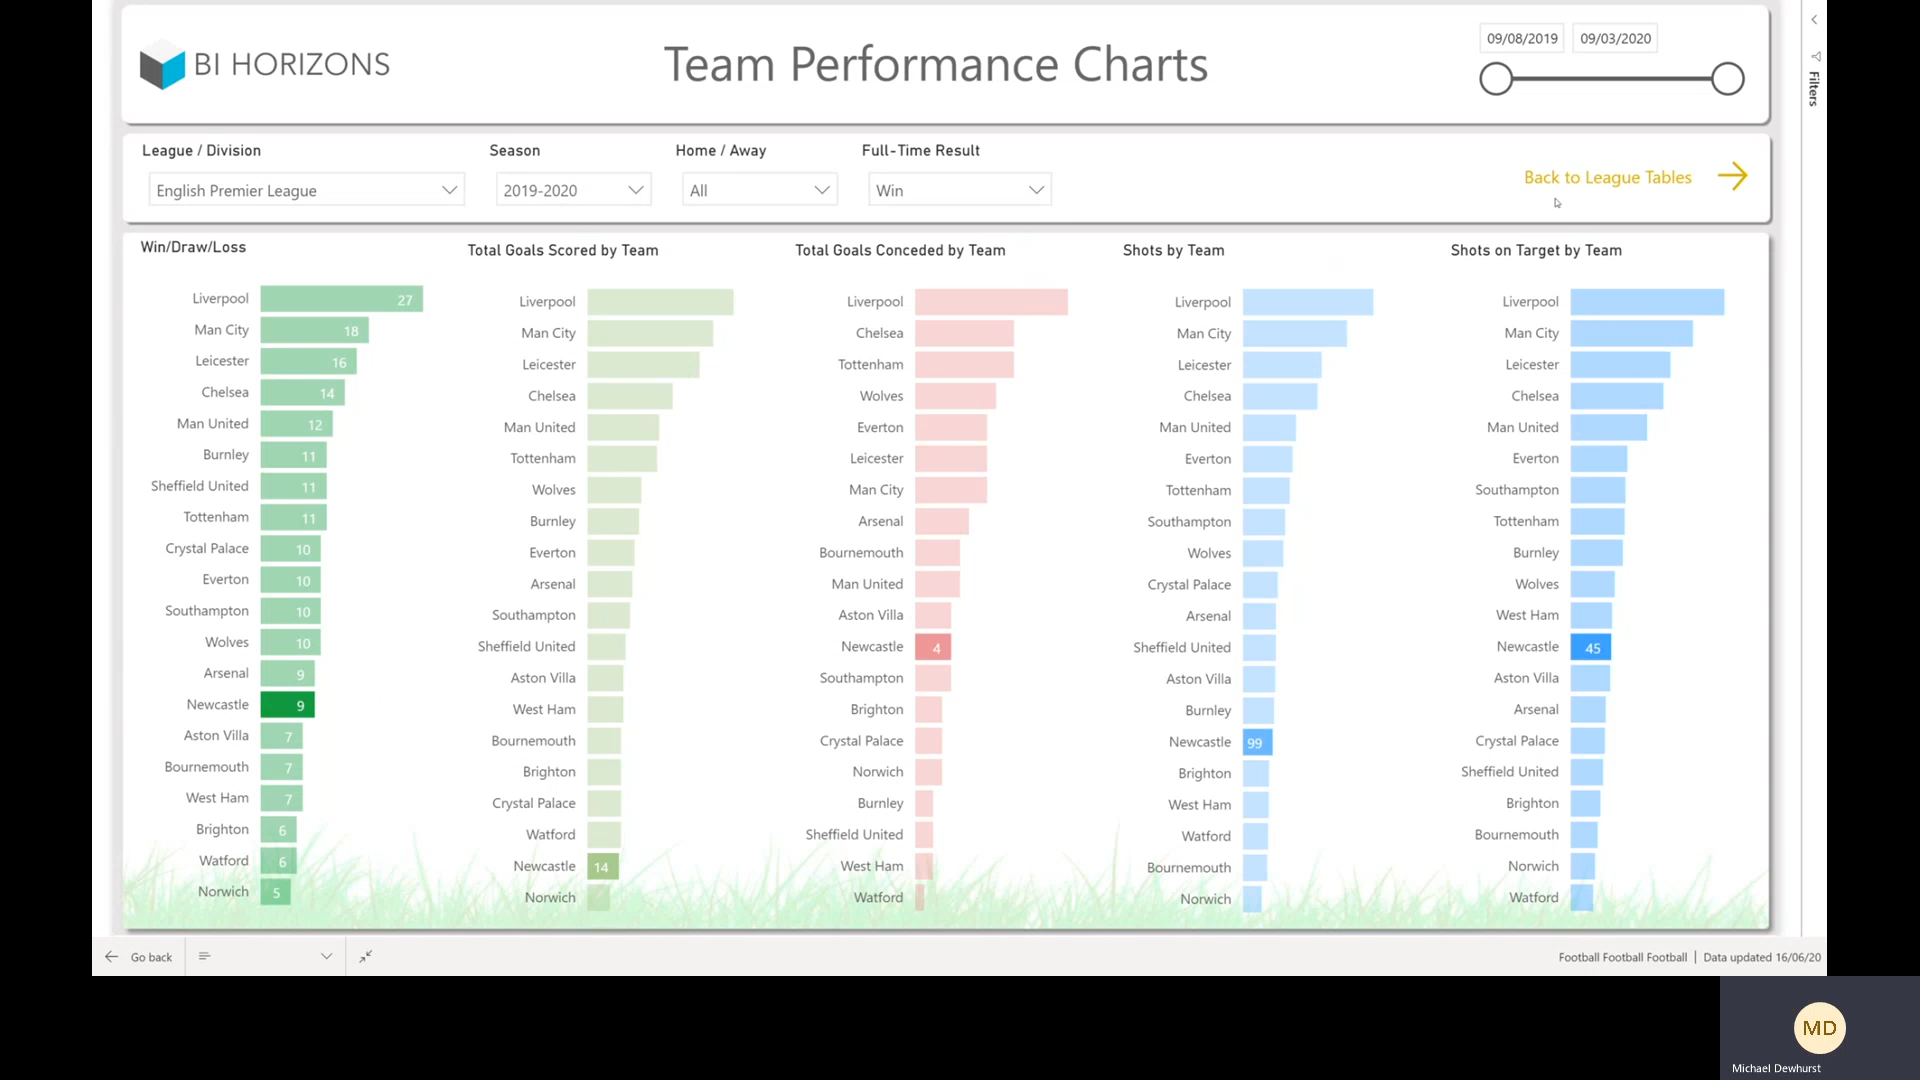 BI HORIZONS
Team Performance Charts
09/08/2019 09/03/2020
Filters
League / Division
English Premier League
Season
2019-2020
Home / Away
All
Full-Time Result
Win
Back to League Tables
Win/Draw/Loss
Liverpool 27
Man City 18
Leicester 16
Chelsea 14
Man United 12
Burnley 11
Sheffield United 11
Tottenham 11
Crystal Palace 10
Everton 10
Southampton 10
Wolves 10
Arsenal 9
Newcastle 9
Aston Villa 7
Bournemouth 7
West Ham 7
Brighton 6
Watford 6
Norwich 5
Total Goals Scored by Team
Liverpool
Man City
Leicester
Chelsea
Man United
Tottenham
Wolves
Burnley
Everton
Arsenal
Southampton
Sheffield United
Aston Villa
West Ham
Bournemouth
Brighton
Crystal Palace
Watford
Newcastle 14
Norwich
Total Goals Conceded by Team
Liverpool
Chelsea
Tottenham
Wolves
Everton
Leicester
Man City
Arsenal
Bournemouth
Man United
Aston Villa
Newcastle 4
Southampton
Brighton
Crystal Palace
Norwich
Burnley
Sheffield United
West Ham
Watford
Shots by Team
Liverpool
Man City
Leicester
Chelsea
Man United
Everton
Tottenham
Southampton
Wolves
Crystal Palace
Arsenal
Sheffield United
Aston Villa
Burnley
Newcastle 99
Brighton
West Ham
Watford
Bournemouth
Norwich
Shots on Target by Team
Liverpool
Man City
Leicester
Chelsea
Man United
Everton
Southampton
Tottenham
Burnley
Wolves
West Ham
Newcastle 45
Aston Villa
Arsenal
Crystal Palace
Sheffield United
Brighton
Bournemouth
Norwich
Watford
Go back
Football Football Football | Data updated 16/06/20
MD
Michael Dewhurst